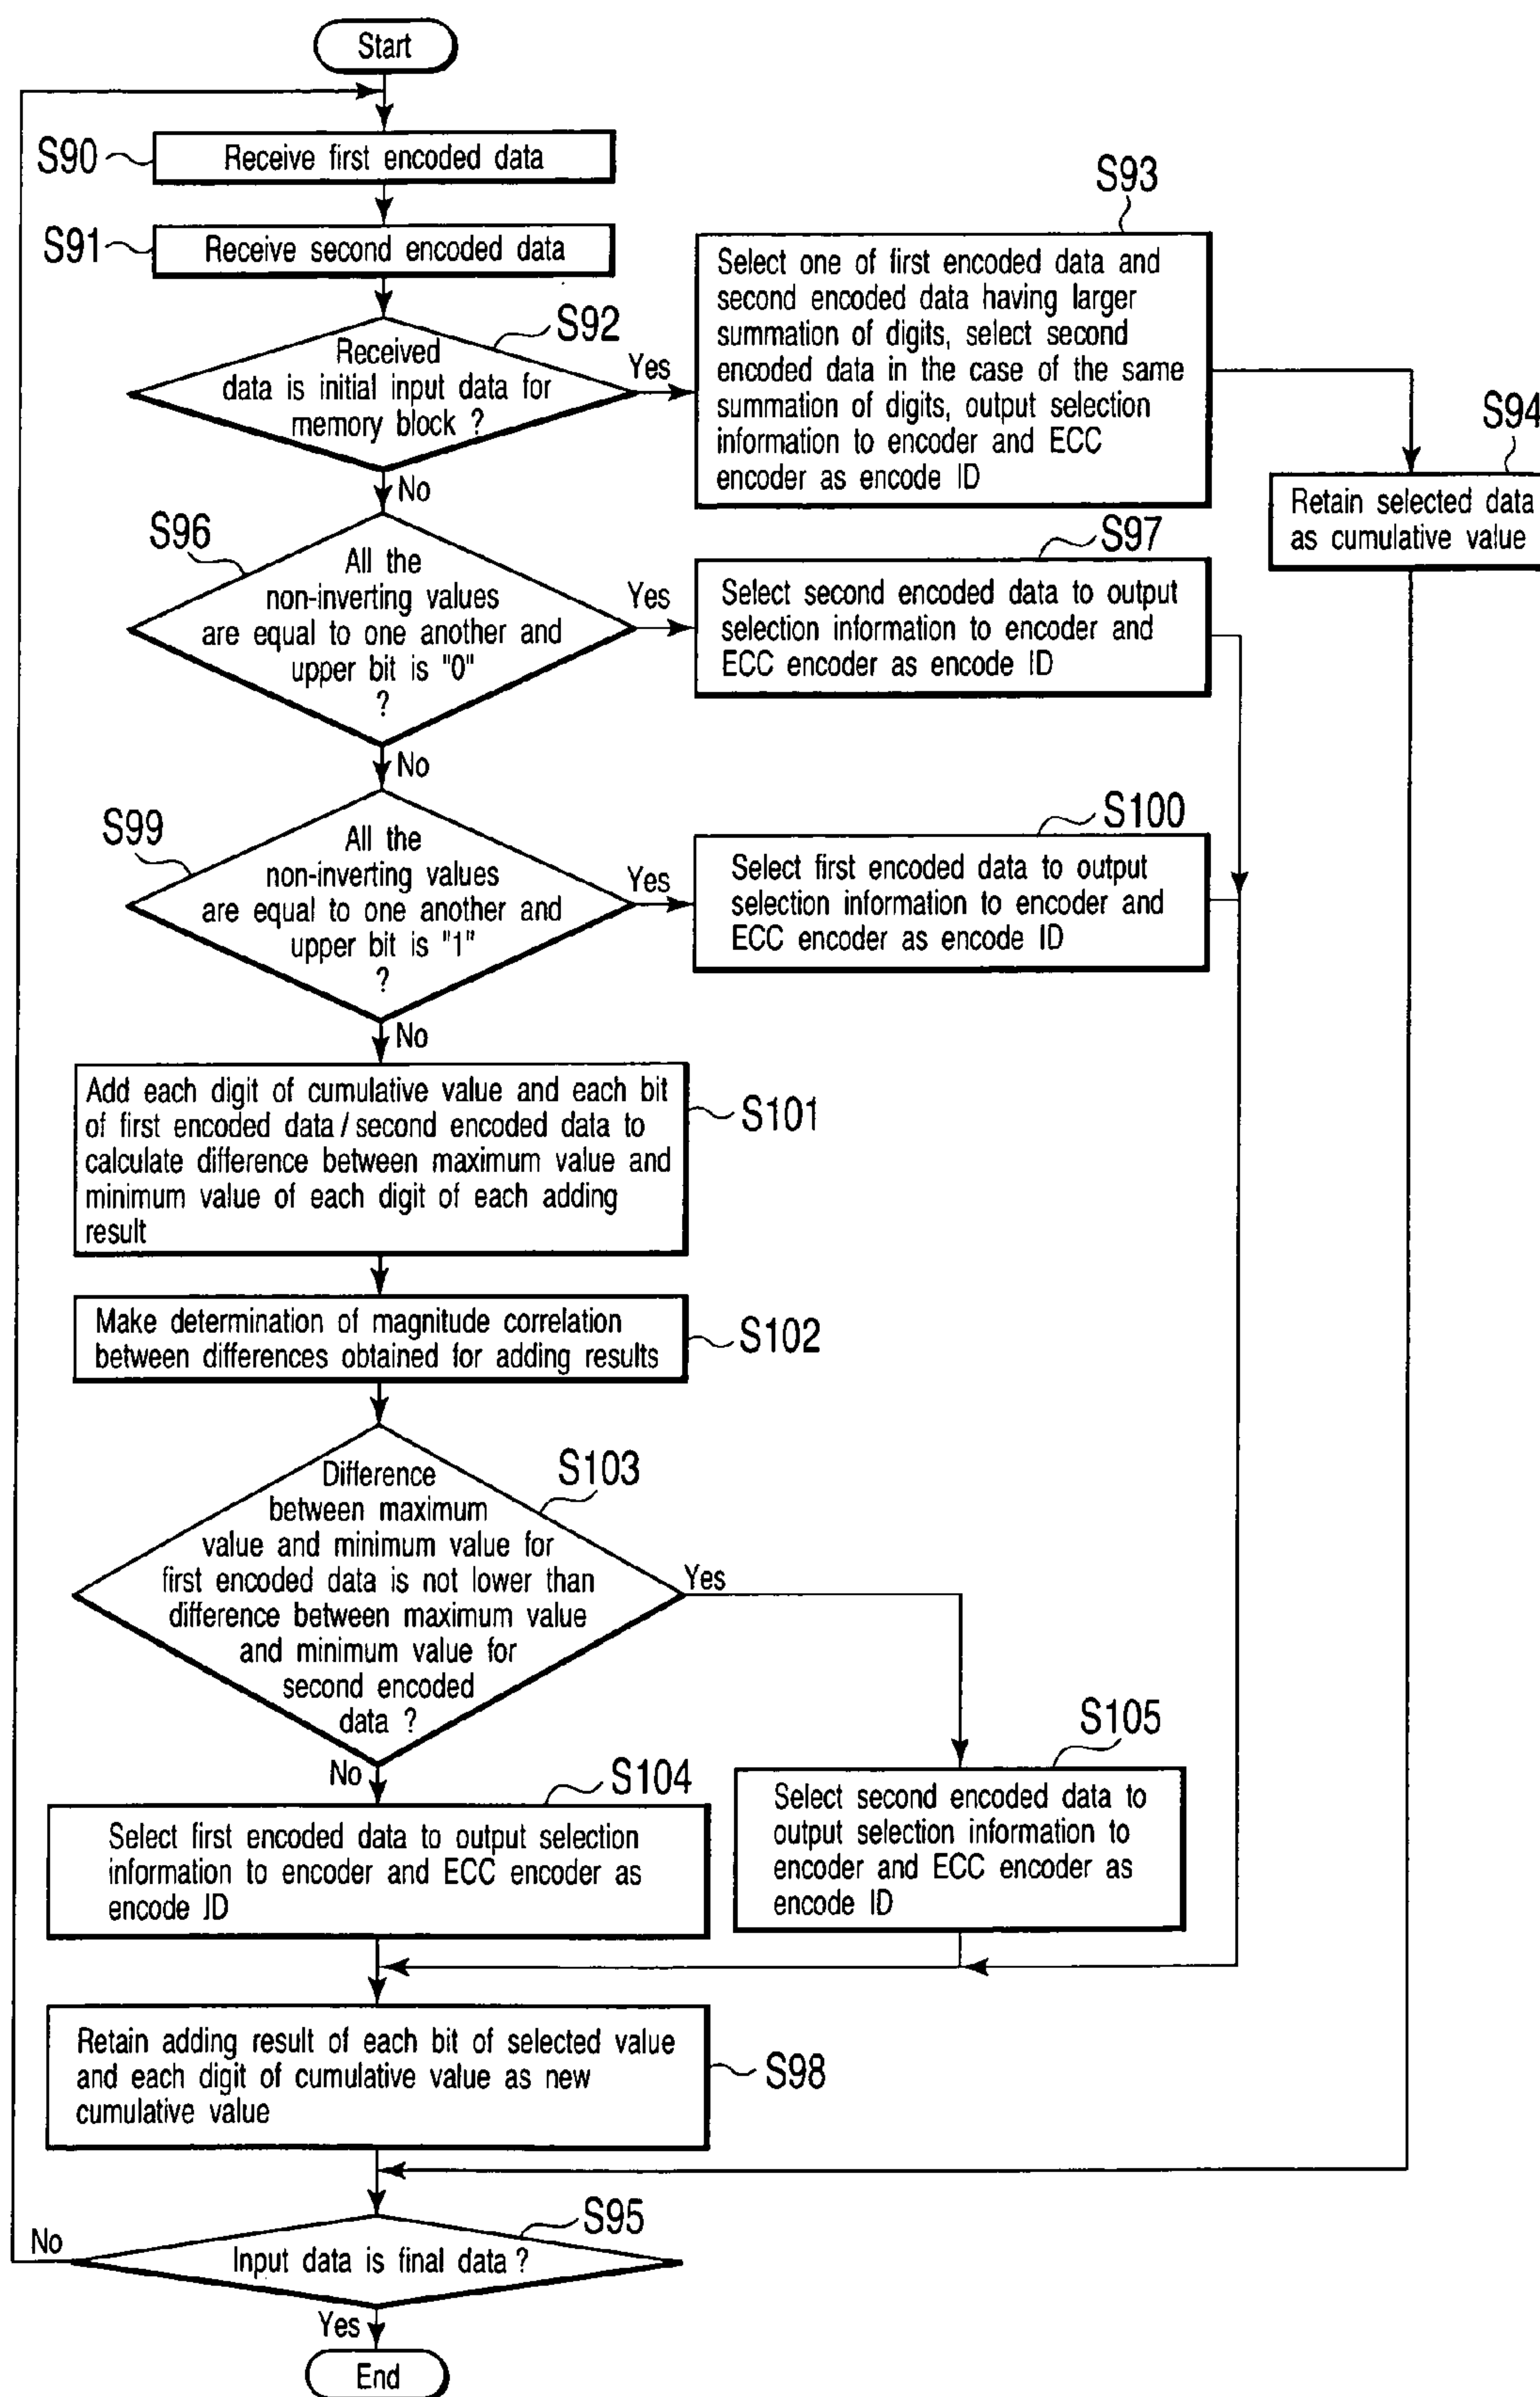 Start
S90
Receive first encoded data
S91
Receive second encoded data
S92
Received
data is initial input data for
memory block ?
Yes
No
S93
Select one of first encoded data and
second encoded data having larger
summation of digits, select second
encoded data in the case of the same
summation of digits, output selection
information to encoder and ECC
encoder as encode ID
S94
Retain selected data
as cumulative value
S96
All the
non-inverting values
are equal to one another and
upper bit is "0"
?
Yes
No
S97
Select second encoded data to output
selection information to encoder and
ECC encoder as encode ID
S99
All the
non-inverting values
are equal to one another and
upper bit is "1"
?
Yes
No
S100
Select first encoded data to output
selection information to encoder and
ECC encoder as encode ID
Add each digit of cumulative value and each bit
of first encoded data / second encoded data to
calculate difference between maximum value and
minimum value of each digit of each adding
result
S101
Make determination of magnitude correlation
between differences obtained for adding results
S102
S103
Difference
between maximum
value and minimum value for
first encoded data is not lower than
difference between maximum value
and minimum value for
second encoded
data ?
Yes
No
S104
Select first encoded data to output selection
information to encoder and ECC encoder as
encode ID
S105
Select second encoded data to
output selection information to
encoder and ECC encoder as
encode ID
Retain adding result of each bit of selected value
and each digit of cumulative value as new
cumulative value
S98
S95
Input data is final data ?
No
Yes
End